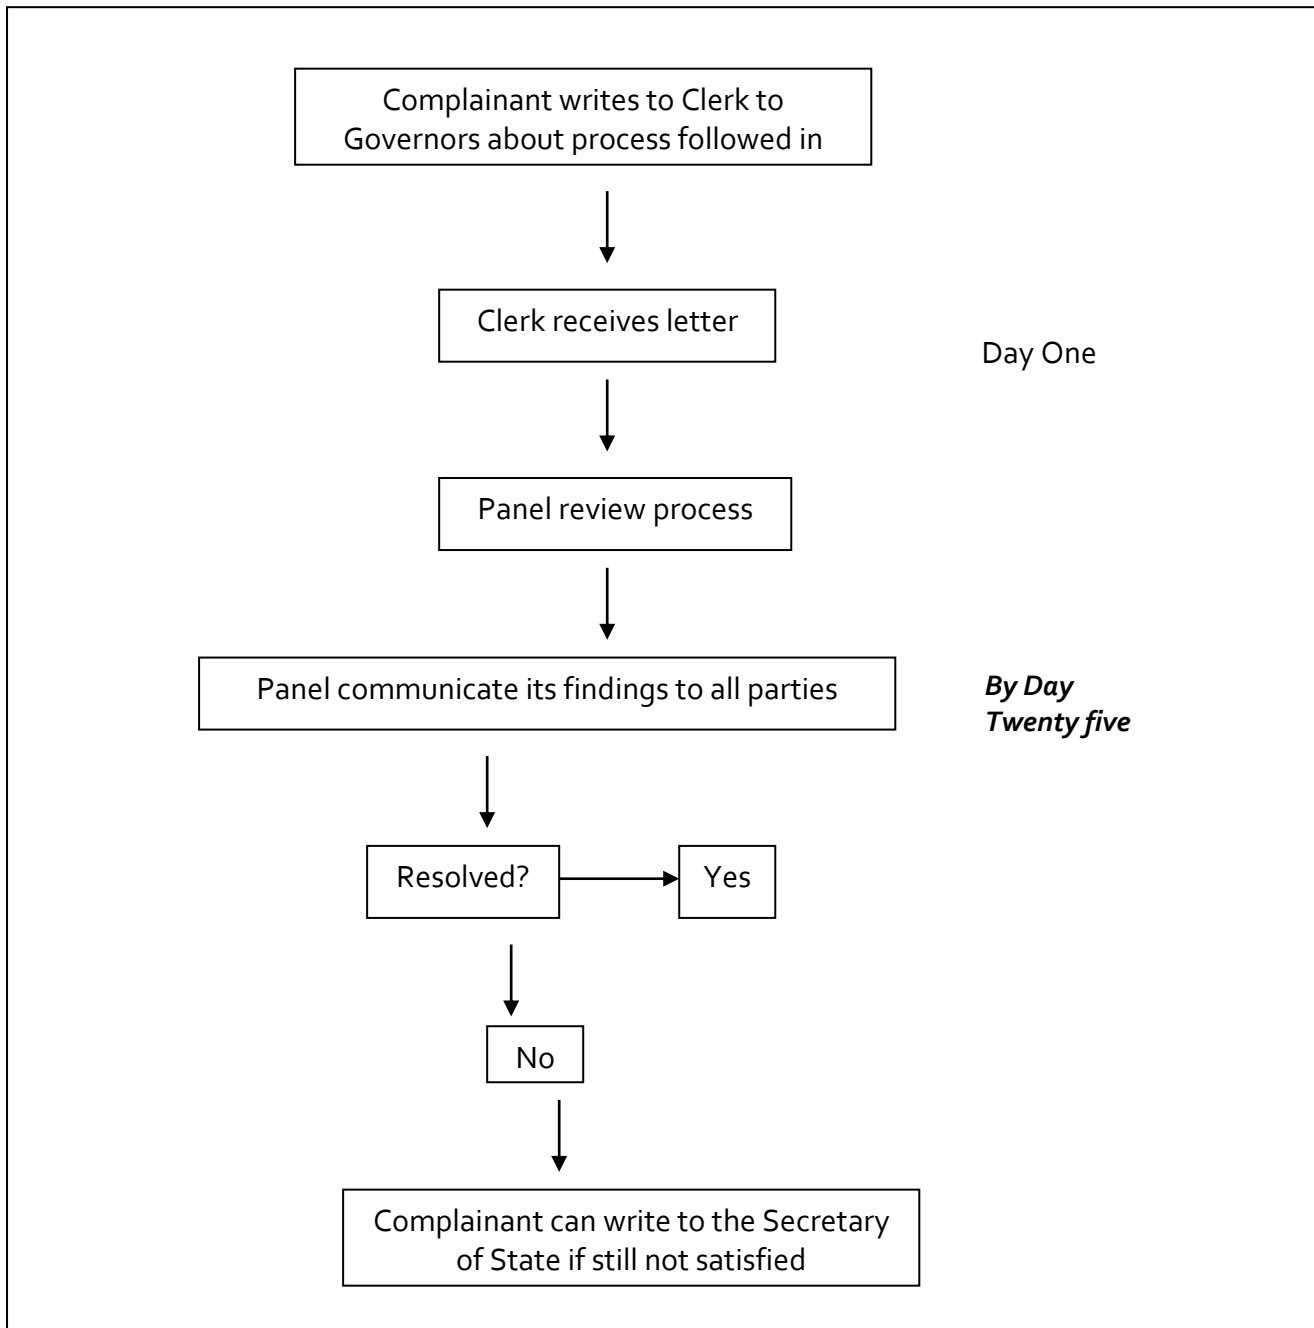 Complainant writes to Clerk to
Governors about process followed in
Clerk receives letter
Day One
Panel review process
Panel communicate its findings to all parties
By Day
Twenty five
Resolved?
Yes
No
Complainant can write to the Secretary
of State if still not satisfied